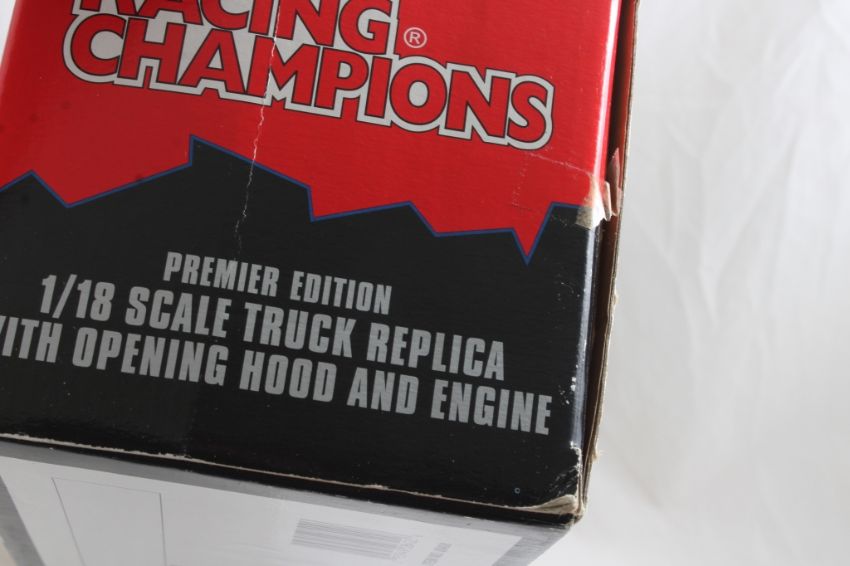 RACING
CHAMPIONS®
PREMIER EDITION
1/18 SCALE TRUCK REPLICA
WITH OPENING HOOD AND ENGINE